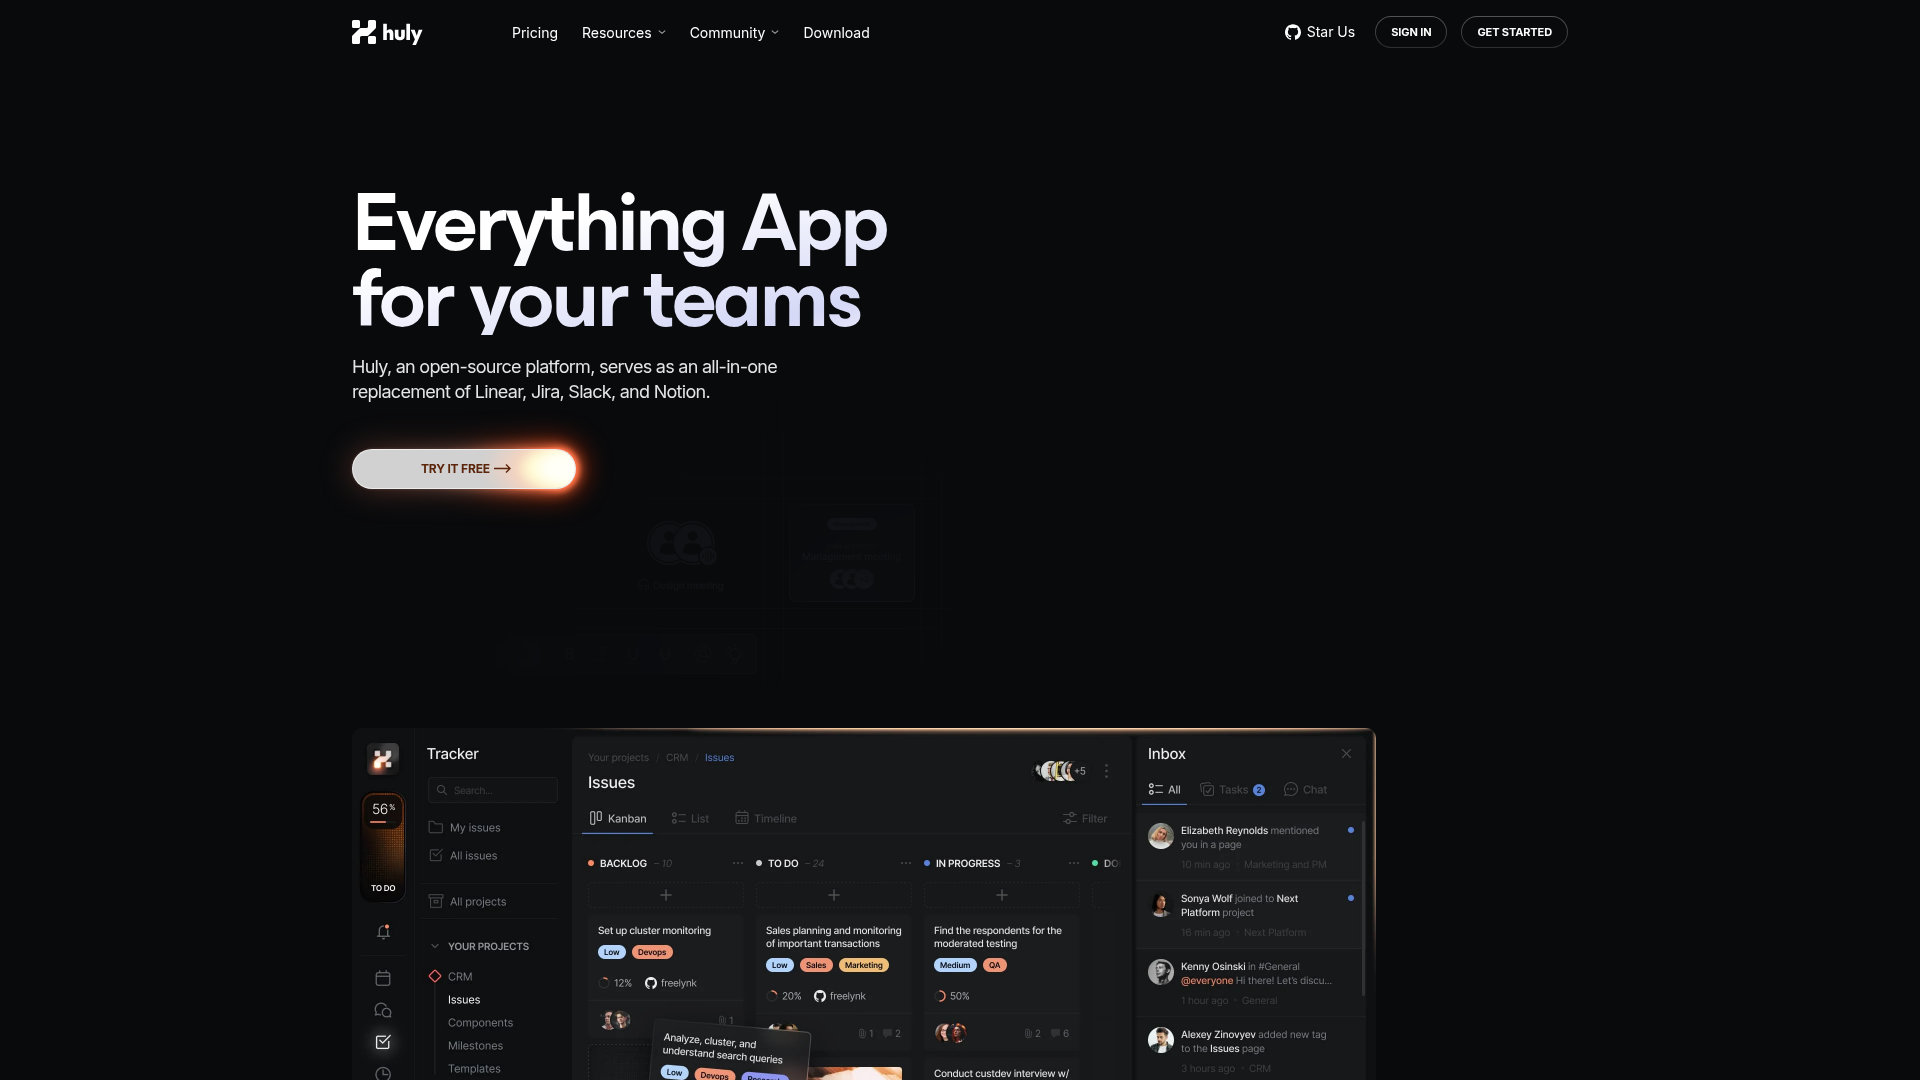 huly
Pricing
Resources
Community
Download
Star Us
SIGN IN
GET STARTED
Everything App
for your teams
Huly, an open-source platform, serves as an all-in-one
replacement of Linear, Jira, Slack, and Notion.
TRY IT FREE
56%
TO DO
Tracker
Search...
My issues
All issues
All projects
YOUR PROJECTS
CRM
Issues
Components
Milestones
Templates
Your projects / CRM / Issues
Issues
+5
Kanban
List
Timeline
Filter
BACKLOG – 10
TO DO – 24
IN PROGRESS – 3
DO
Set up cluster monitoring
Low Devops
12% freelynk
1
Analyze, cluster, and
understand search queries
Low Devops
Sales planning and monitoring
of important transactions
Low Sales Marketing
20% freelynk
1 2
Find the respondents for the
moderated testing
Medium QA
50%
2 6
Conduct custdev interview w/
Inbox
All
Tasks 2
Chat
Elizabeth Reynolds mentioned
you in a page
10 min ago · Marketing and PM
Sonya Wolf joined to Next
Platform project
16 min ago · Next Platform
Kenny Osinski in #General
@everyone Hi there! Let's discu...
1 hour ago · General
Alexey Zinovyev added new tag
to the Issues page
3 hours ago · CRM